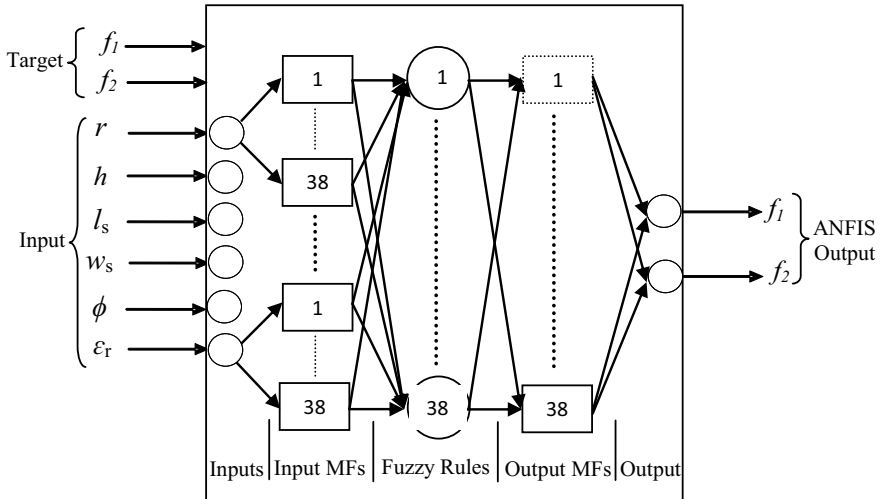 Target
f₁
f₂
Input
r
h
lₛ
wₛ
ϕ
εᵣ
1
38
1
38
1
38
1
38
f₁
f₂
ANFIS
Output
Inputs
Input MFs
Fuzzy Rules
Output MFs
Output